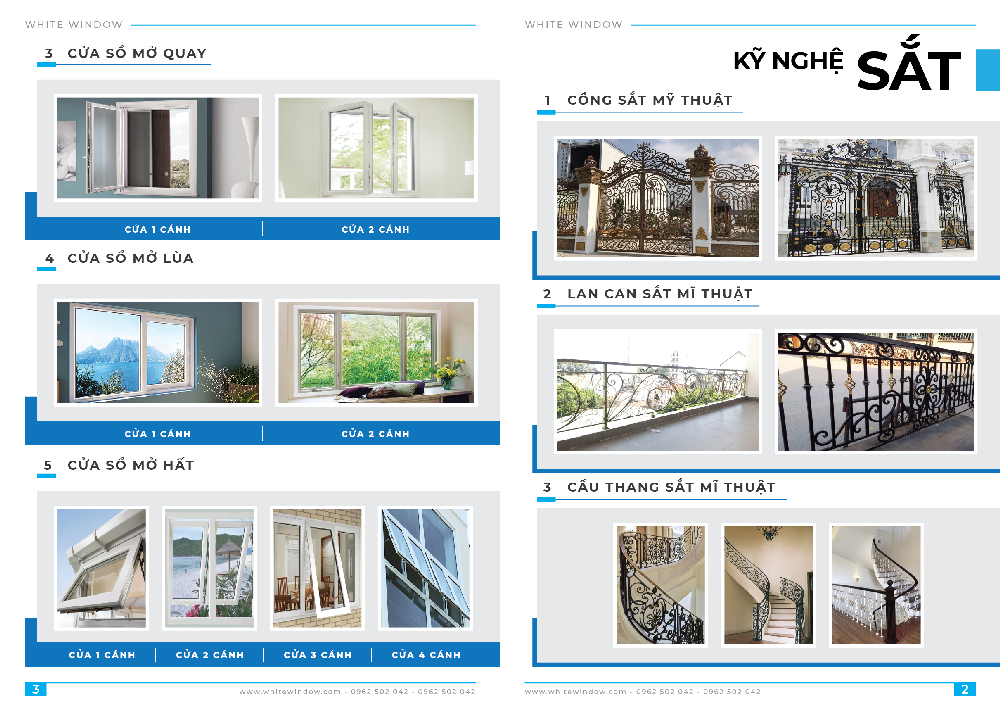 WHITE WINDOW
3 CỬA SỔ MỞ QUAY
CỬA 1 CÁNH
CỬA 2 CÁNH
4 CỬA SỔ MỞ LÙA
CỬA 1 CÁNH
CỬA 2 CÁNH
5 CỬA SỔ MỞ HẤT
CỬA 1 CÁNH
CỬA 2 CÁNH
CỬA 3 CÁNH
CỬA 4 CÁNH
3
www.whitewindow.com - 0962 502 042 - 0962 502 042
WHITE WINDOW
KỸ NGHỆ SẮT
1 CỔNG SẮT MỸ THUẬT
2 LAN CAN SẮT MĨ THUẬT
3 CẦU THANG SẮT MĨ THUẬT
www.whitewindow.com - 0962 502 042 - 0962 502 042
2